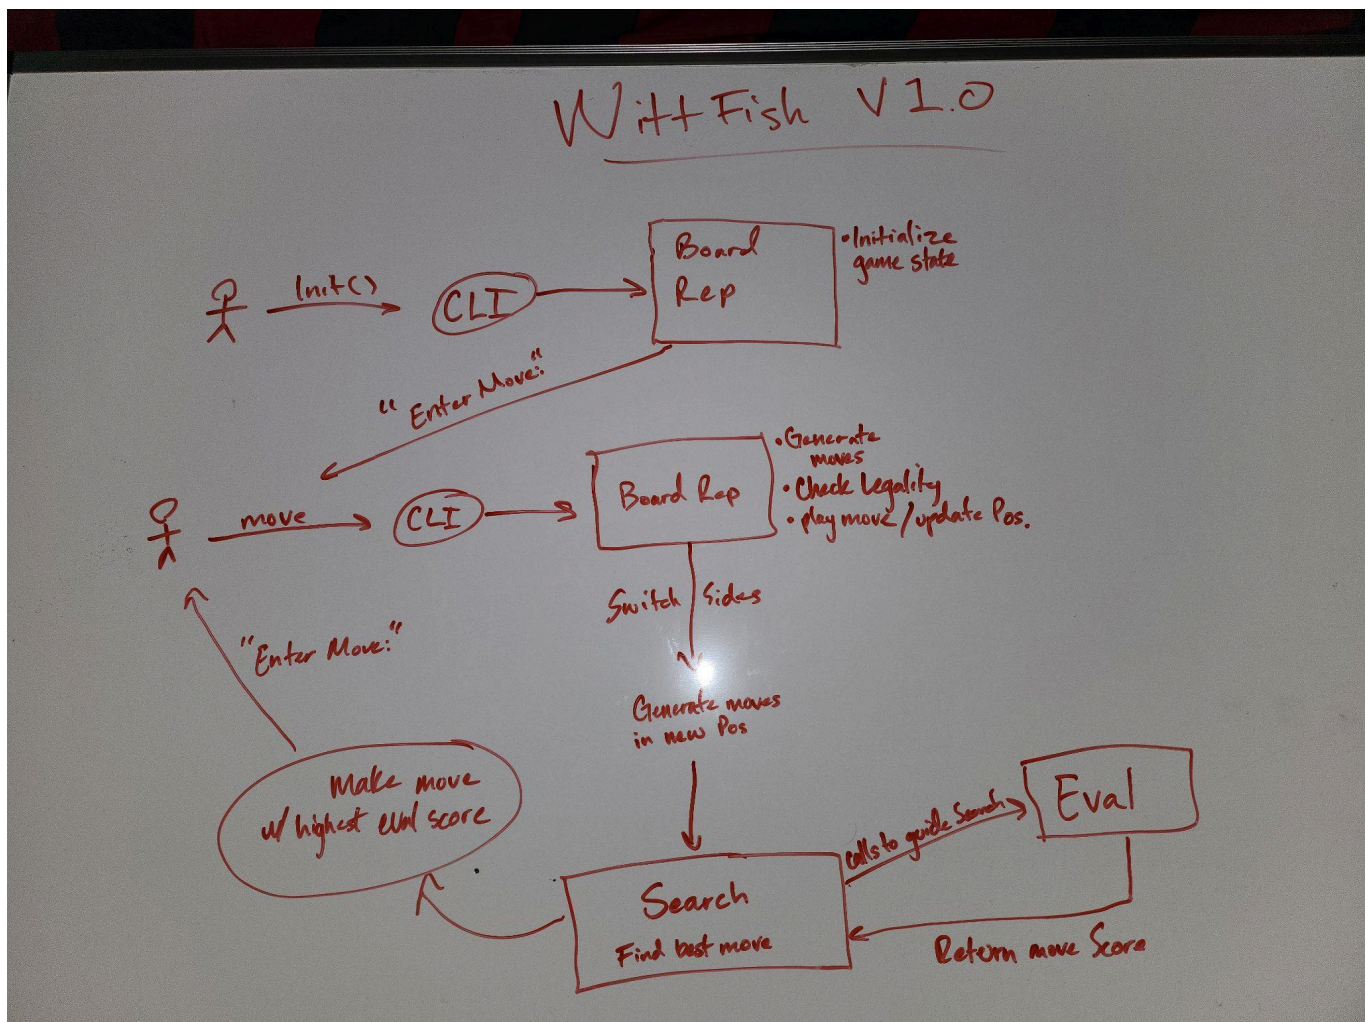 WittFish V 1.0
Init()
CLI
Board
Rep
• Initialize
game state
"Enter Move:"
move
CLI
Board Rep
• Generate
moves
• Check Legality
• play move / update Pos.
Switch Sides
Generate moves
in new Pos
"Enter Move:"
Make move
w/ highest eval score
Search
Find best move
calls to guide Search
Eval
Return move Score